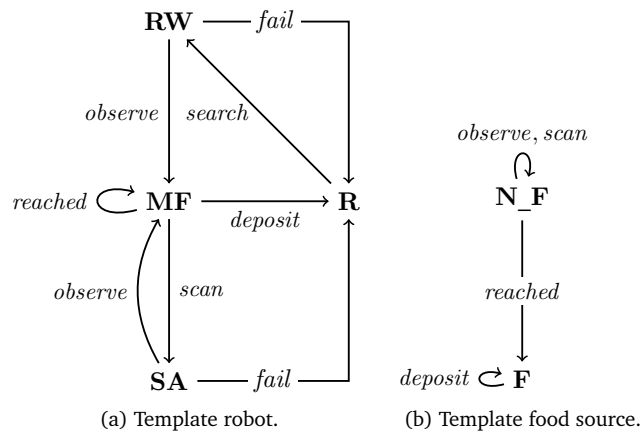 RW
fail
observe
search
observe, scan
reached
MF
R
N_F
deposit
reached
observe
scan
deposit
F
SA
fail
(a) Template robot.
(b) Template food source.